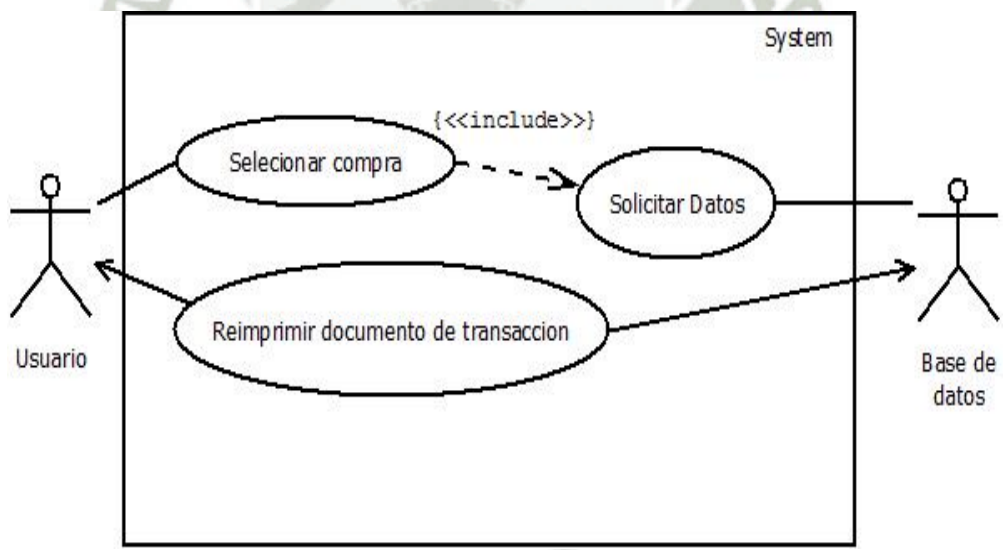 System
{<<include>>}
Selecionar compra
Solicitar Datos
Reimprimir documento de transaccion
Usuario
Base de
datos